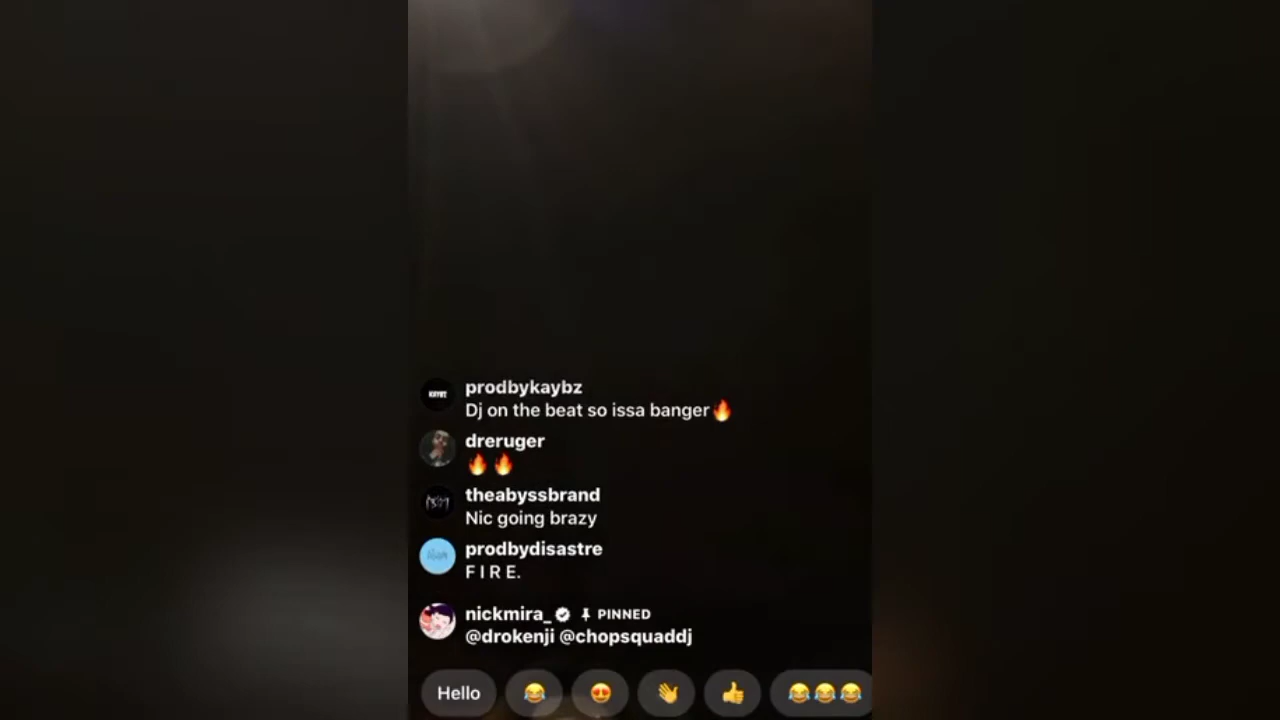 prodbykaybz
Dj on the beat so issa banger🔥
dreruger
🔥🔥
theabyssbrand
Nic going brazy
prodbydisastre
F I R E.
nickmira_ PINNED
@drokenji @chopsquaddj
Hello 😂 😍 👋 👍 😂😂😂